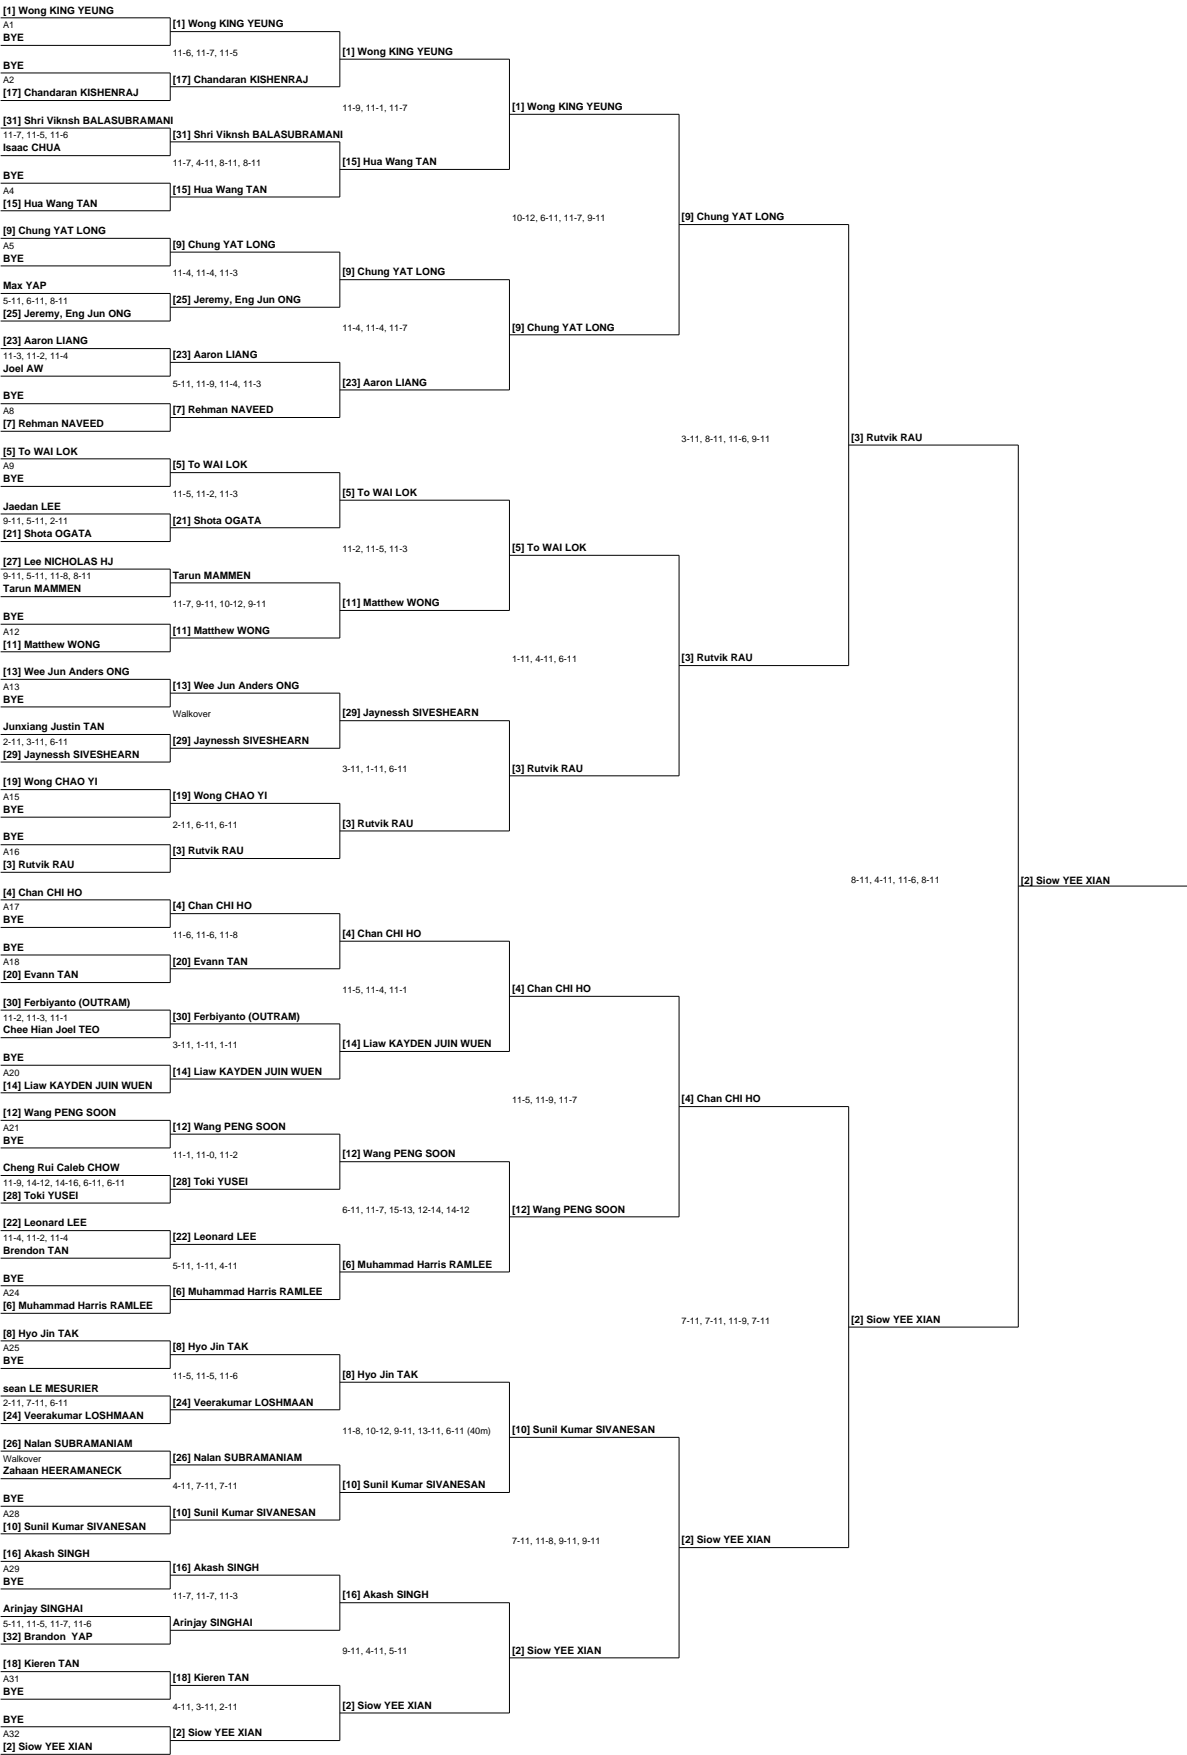 [1] Wong KING YEUNG
A1
BYE
[1] Wong KING YEUNG
11-6, 11-7, 11-5
[1] Wong KING YEUNG
BYE
A2
[17] Chandaran KISHENRAJ
[17] Chandaran KISHENRAJ
11-9, 11-1, 11-7
[1] Wong KING YEUNG
[31] Shri Viknsh BALASUBRAMANI
11-7, 11-5, 11-6
Isaac CHUA
[31] Shri Viknsh BALASUBRAMANI
11-7, 4-11, 8-11, 8-11
[15] Hua Wang TAN
BYE
A4
[15] Hua Wang TAN
[15] Hua Wang TAN
10-12, 6-11, 11-7, 9-11
[9] Chung YAT LONG
[9] Chung YAT LONG
A5
BYE
[9] Chung YAT LONG
11-4, 11-4, 11-3
[9] Chung YAT LONG
Max YAP
5-11, 6-11, 8-11
[25] Jeremy, Eng Jun ONG
[25] Jeremy, Eng Jun ONG
11-4, 11-4, 11-7
[9] Chung YAT LONG
[23] Aaron LIANG
11-3, 11-2, 11-4
Joel AW
[23] Aaron LIANG
5-11, 11-9, 11-4, 11-3
[23] Aaron LIANG
BYE
A8
[7] Rehman NAVEED
[7] Rehman NAVEED
3-11, 8-11, 11-6, 9-11
[3] Rutvik RAU
[5] To WAI LOK
A9
BYE
[5] To WAI LOK
11-5, 11-2, 11-3
[5] To WAI LOK
Jaedan LEE
9-11, 5-11, 2-11
[21] Shota OGATA
[21] Shota OGATA
11-2, 11-5, 11-3
[5] To WAI LOK
[27] Lee NICHOLAS HJ
9-11, 5-11, 11-8, 8-11
Tarun MAMMEN
Tarun MAMMEN
11-7, 9-11, 10-12, 9-11
[11] Matthew WONG
BYE
A12
[11] Matthew WONG
[11] Matthew WONG
1-11, 4-11, 6-11
[3] Rutvik RAU
[13] Wee Jun Anders ONG
A13
BYE
[13] Wee Jun Anders ONG
Walkover
[29] Jaynessh SIVESHEARN
Junxiang Justin TAN
2-11, 3-11, 6-11
[29] Jaynessh SIVESHEARN
[29] Jaynessh SIVESHEARN
3-11, 1-11, 6-11
[3] Rutvik RAU
[19] Wong CHAO YI
A15
BYE
[19] Wong CHAO YI
2-11, 6-11, 6-11
[3] Rutvik RAU
BYE
A16
[3] Rutvik RAU
[3] Rutvik RAU
8-11, 4-11, 11-6, 8-11
[2] Siow YEE XIAN
[4] Chan CHI HO
A17
BYE
[4] Chan CHI HO
11-6, 11-6, 11-8
[4] Chan CHI HO
BYE
A18
[20] Evann TAN
[20] Evann TAN
11-5, 11-4, 11-1
[4] Chan CHI HO
[30] Ferbiyanto (OUTRAM)
11-2, 11-3, 11-1
Chee Hian Joel TEO
[30] Ferbiyanto (OUTRAM)
3-11, 1-11, 1-11
[14] Liaw KAYDEN JUIN WUEN
BYE
A20
[14] Liaw KAYDEN JUIN WUEN
[14] Liaw KAYDEN JUIN WUEN
11-5, 11-9, 11-7
[4] Chan CHI HO
[12] Wang PENG SOON
A21
BYE
[12] Wang PENG SOON
11-1, 11-0, 11-2
[12] Wang PENG SOON
Cheng Rui Caleb CHOW
11-9, 14-12, 14-16, 6-11, 6-11
[28] Toki YUSEI
[28] Toki YUSEI
6-11, 11-7, 15-13, 12-14, 14-12
[12] Wang PENG SOON
[22] Leonard LEE
11-4, 11-2, 11-4
Brendon TAN
[22] Leonard LEE
5-11, 1-11, 4-11
[6] Muhammad Harris RAMLEE
BYE
A24
[6] Muhammad Harris RAMLEE
[6] Muhammad Harris RAMLEE
7-11, 7-11, 11-9, 7-11
[2] Siow YEE XIAN
[8] Hyo Jin TAK
A25
BYE
[8] Hyo Jin TAK
11-5, 11-5, 11-6
[8] Hyo Jin TAK
sean LE MESURIER
2-11, 7-11, 6-11
[24] Veerakumar LOSHMAAN
[24] Veerakumar LOSHMAAN
11-8, 10-12, 9-11, 13-11, 6-11 (40m)
[10] Sunil Kumar SIVANESAN
[26] Nalan SUBRAMANIAM
Walkover
Zahaan HEERAMANECK
[26] Nalan SUBRAMANIAM
4-11, 7-11, 7-11
[10] Sunil Kumar SIVANESAN
BYE
A28
[10] Sunil Kumar SIVANESAN
[10] Sunil Kumar SIVANESAN
7-11, 11-8, 9-11, 9-11
[2] Siow YEE XIAN
[16] Akash SINGH
A29
BYE
[16] Akash SINGH
11-7, 11-7, 11-3
[16] Akash SINGH
Arinjay SINGHAI
5-11, 11-5, 11-7, 11-6
[32] Brandon  YAP
Arinjay SINGHAI
9-11, 4-11, 5-11
[2] Siow YEE XIAN
[18] Kieren TAN
A31
BYE
[18] Kieren TAN
4-11, 3-11, 2-11
[2] Siow YEE XIAN
BYE
A32
[2] Siow YEE XIAN
[2] Siow YEE XIAN